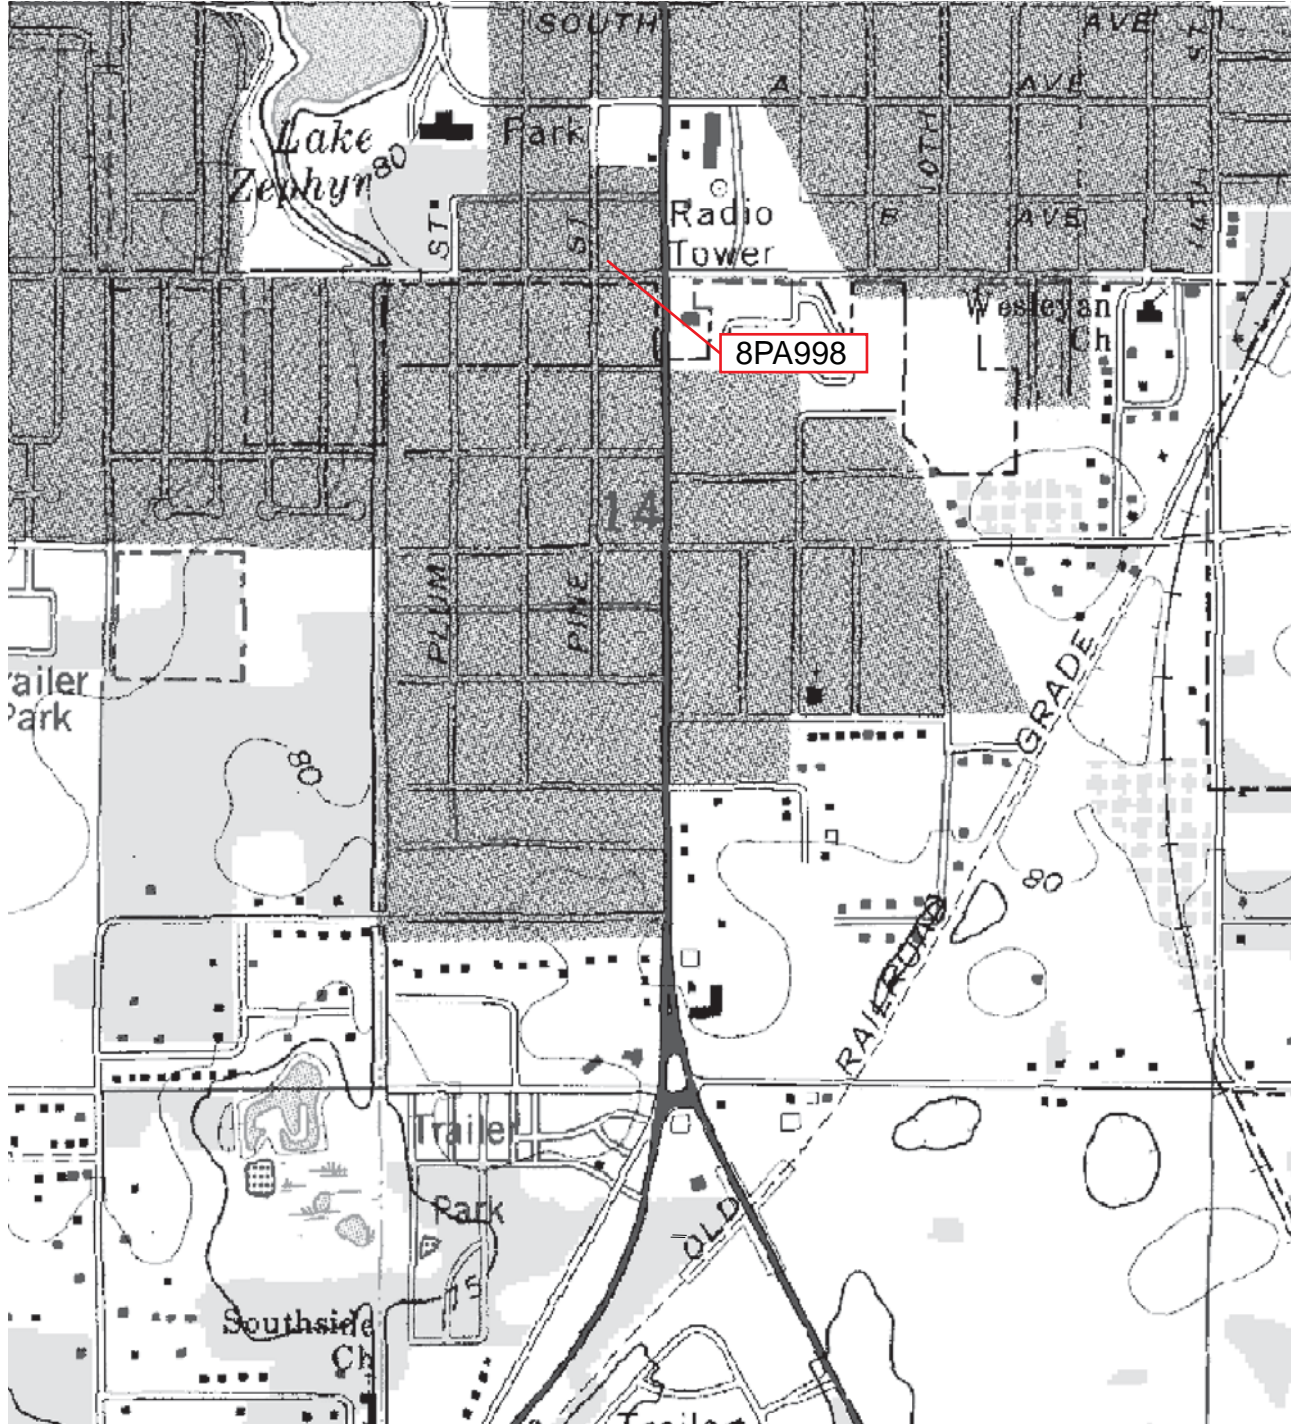 SOUTH AVE
ST
A AVE
Lake
Zephyr
80
Park
10TH
14TH
ST
ST
Radio
Tower
B AVE
Wesleyan
Ch
8PA998
14
PLUM
PINE
GRADE
railer
Park
80
80
RAILROAD
Trailer
Park
OLD
Southside
Ch